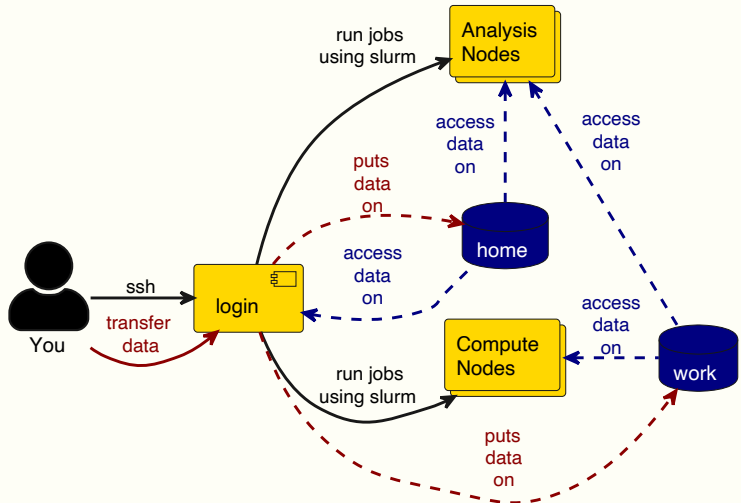 run jobs
using slurm
Analysis
Nodes
access
data
on
access
data
on
puts
data
on
home
access
data
on
ssh
login
You
transfer
data
access
data
on
Compute
Nodes
work
run jobs
using slurm
puts
data
on